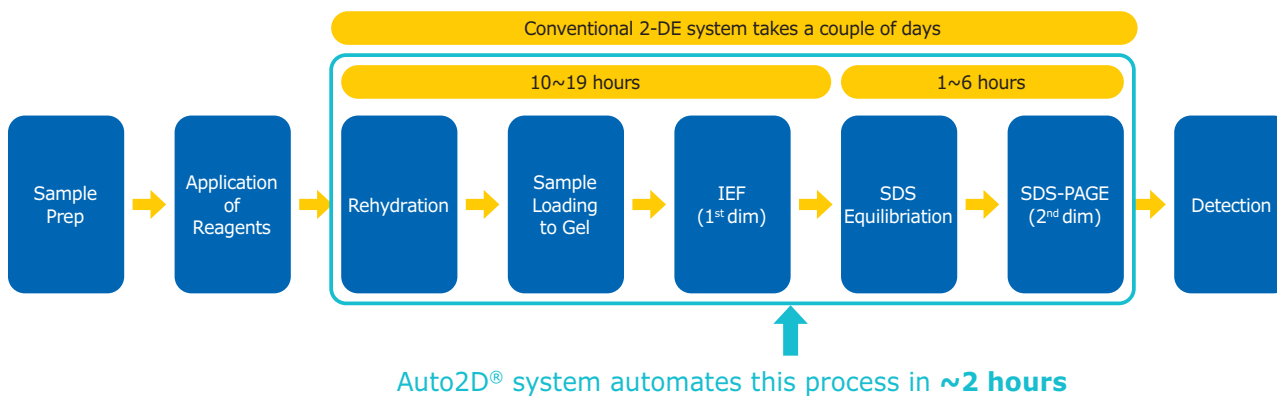 Conventional 2-DE system takes a couple of days
10~19 hours
1~6 hours
Sample
Prep
Application
of
Reagents
Rehydration
Sample
Loading
to Gel
IEF
(1st dim)
SDS
Equilibriation
SDS-PAGE
(2nd dim)
Detection
Auto2D® system automates this process in ~2 hours